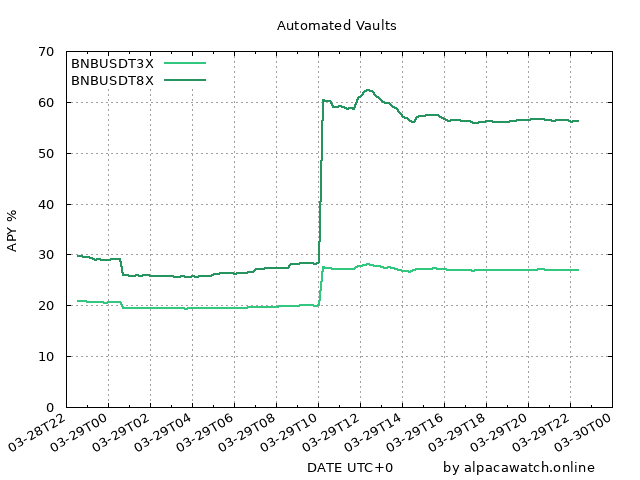 Automated Vaults
BNBUSDT3X
BNBUSDT8X
APY %
70
60
50
40
30
20
10
0
03-28T22
03-29T00
03-29T02
03-29T04
03-29T06
03-29T08
03-29T10
03-29T12
03-29T14
03-29T16
03-29T18
03-29T20
03-29T22
03-30T00
DATE UTC+0
by alpacawatch.online